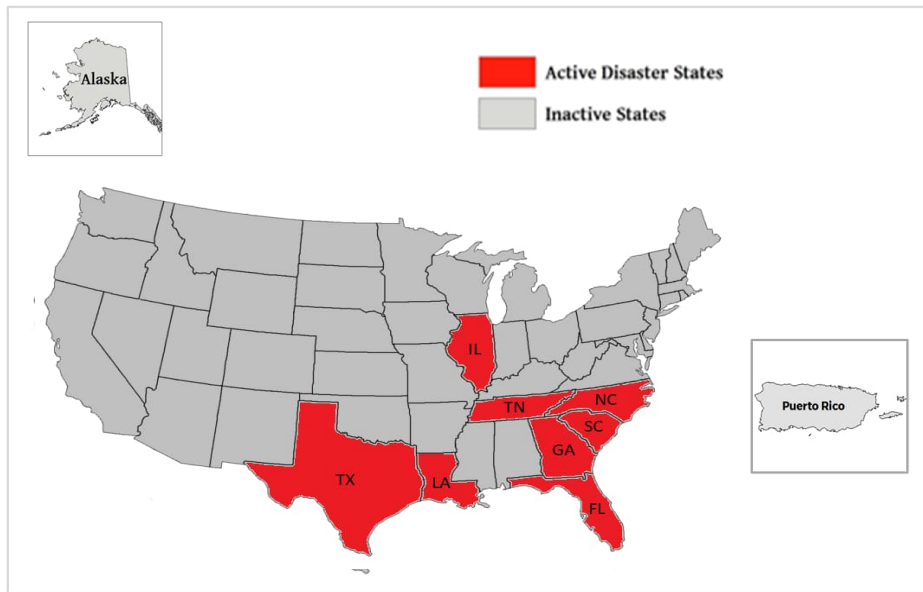 Alaska
Active Disaster States
Inactive States
IL
TN
NC
SC
GA
TX
LA
FL
Puerto Rico